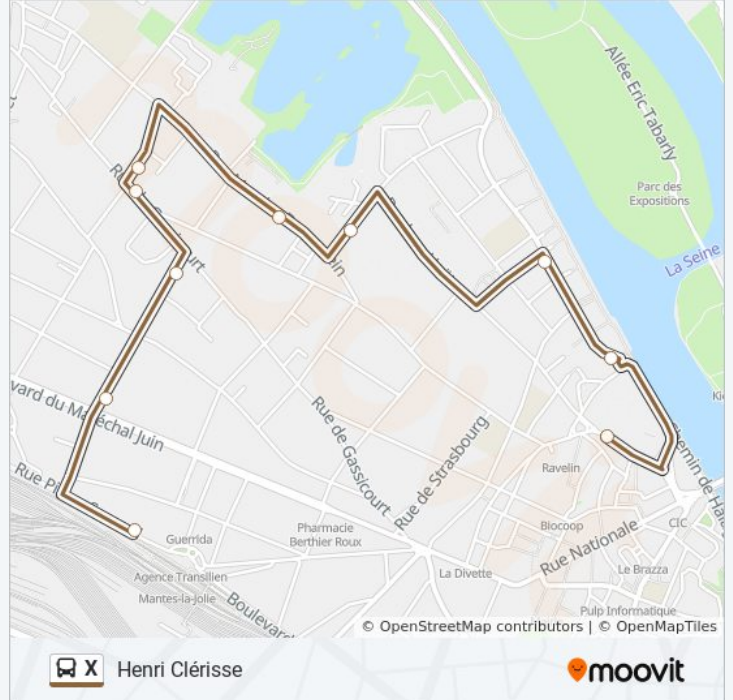 Allée Eric Tabarly
Parc des
Expositions
La Seine
Rue de Gassicourt
Rue de Strasbourg
Ravelin
Biocoop
CIC
Rue Nationale
Le Brazza
Pulp Informatique
La Divette
Pharmacie
Berthier Roux
Guerrida
Agence Transilien
Mantes-la-Jolie
© OpenStreetMap contributors | © OpenMapTiles
X Henri Clérisse
moovit